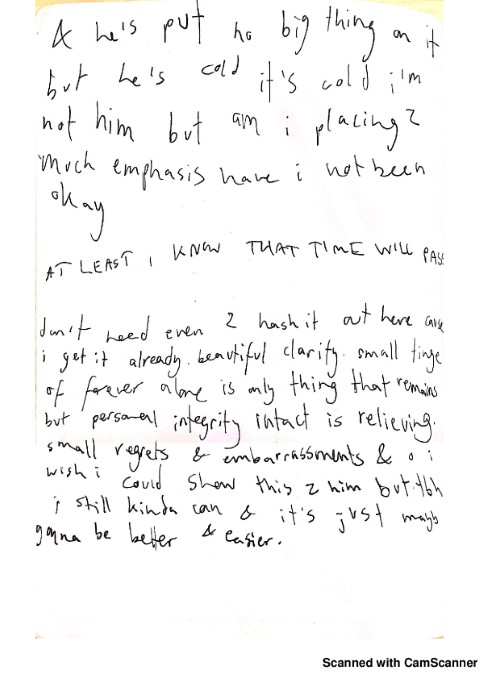 & he's put no big thing on it
but he's cold it's cold i'm
not him but am i placing 2
much emphasis have i not been
okay
AT LEAST I KNOW THAT TIME WILL PASS
don't need even 2 hash it out here cause
i get it already. beautiful clarity. small tinge
of forever alone is only thing that remains
but personal integrity intact is relieving.
small regrets & embarrassments & o i
wish i could show this 2 him but tbh
i still kinda can & it's just mayb
gonna be better & easier.
Scanned with CamScanner